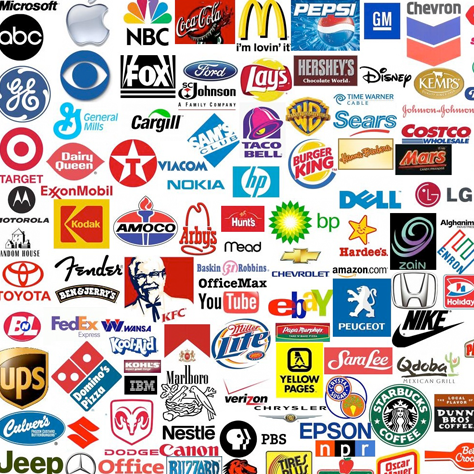 Microsoft
NBC
Coca-Cola
M
i'm lovin' it
PEPSI
GM
Chevron
abc
FOX
Ford
SC Johnson
A FAMILY COMPANY
Lay's
HERSHEY'S
Chocolate World.
Disney
KEMPS
GE
General
Mills
Cargill
SAM'S
CLUB
TACO
BELL
WB
TIME WARNER
CABLE
Sears
Johnson & Johnson
COSTCO
WHOLESALE
TARGET
Dairy
Queen
T
VIACOM
BURGER
KING
Mars
ExxonMobil
NOKIA
hp
DELL
LG
MOTOROLA
Kodak
AMOCO
Arby's
Hunt's
Mead
bp
Hardee's
zain
ENRON
RANDOM HOUSE
TOYOTA
Fender
BEN & JERRY'S
KFC
Baskin Robbins
OfficeMax
YouTube
CHEVROLET
amazon.com
ebay
PEUGEOT
H
Holiday
BNI
FedEx
Express
WANSA
Kool-Aid
Marlboro
Miller
Lite
Papa Murphy's
NIKE
ups
Domino's
Pizza
KOHL'S
IBM
YELLOW
PAGES
Sara Lee
Qdoba
MEXICAN GRILL
verizon
CHRYSLER
STARBUCKS
COFFEE
DUNN
BROS
COFFEE
Culver's
DODGE
Nestlé
PBS
EPSON
npr
Jeep
Office
Canon
BLIZZARD
TIRES